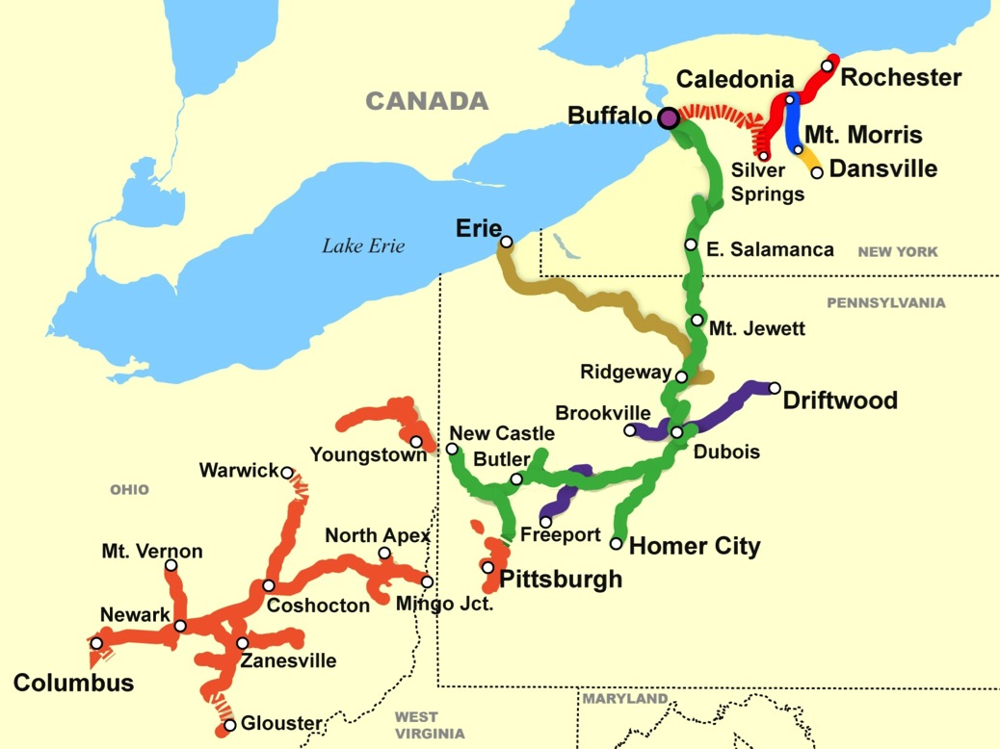 Rochester
Caledonia
CANADA
Buffalo
Mt. Morris
Silver
Springs
Dansville
Erie
Lake Erie
E. Salamanca
NEW YORK
PENNSYLVANIA
Mt. Jewett
Ridgeway
Driftwood
Brookville
New Castle
Dubois
Youngstown
Butler
Warwick
OHIO
North Apex
Freeport
Homer City
Mt. Vernon
Pittsburgh
Coshocton
Mingo Jct.
Newark
Zanesville
Columbus
MARYLAND
WEST
VIRGINIA
Glouster